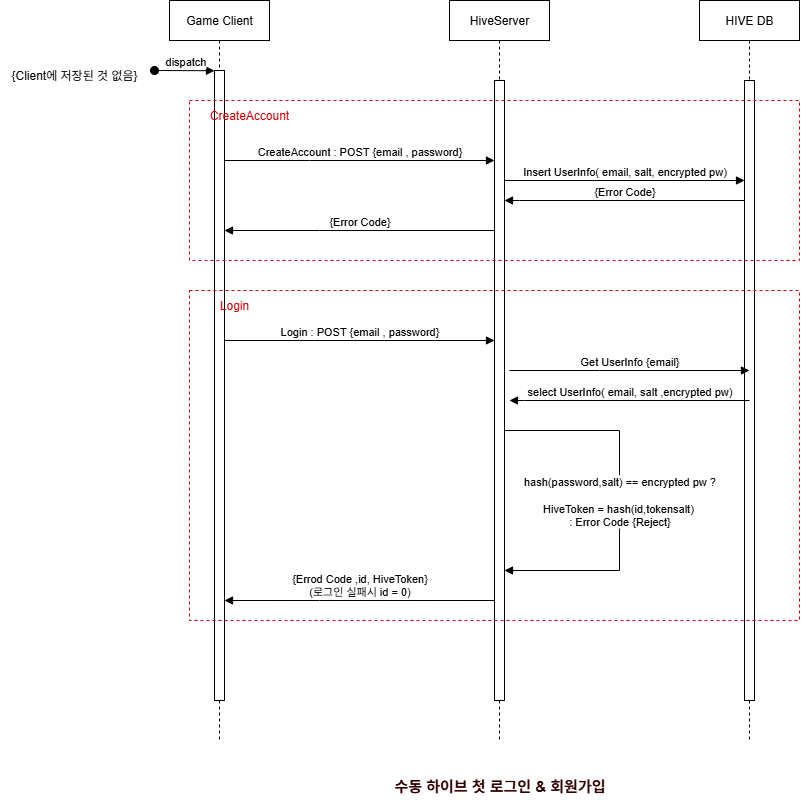 Game Client
HiveServer
HIVE DB
dispatch
{Client에 저장된 것 없음}
CreateAccount
CreateAccount : POST {email , password}
Insert UserInfo( email, salt, encrypted pw)
{Error Code}
{Error Code}
Login
Login : POST {email , password}
Get UserInfo {email}
select UserInfo( email, salt ,encrypted pw)
hash(password,salt) == encrypted pw ?
HiveToken = hash(id,tokensalt)
: Error Code {Reject}
{Errod Code ,id, HiveToken}
(로그인 실패시 id = 0)
수동 하이브 첫 로그인 & 회원가입